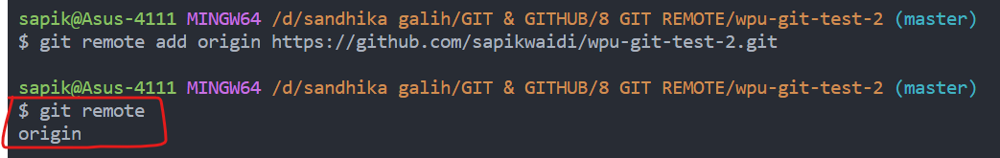 sapik@Asus-4111 MINGW64 /d/sandhika galih/GIT & GITHUB/8 GIT REMOTE/wpu-git-test-2 (master)
$ git remote add origin https://github.com/sapikwaidi/wpu-git-test-2.git
sapik@Asus-4111 MINGW64 /d/sandhika galih/GIT & GITHUB/8 GIT REMOTE/wpu-git-test-2 (master)
$ git remote
origin